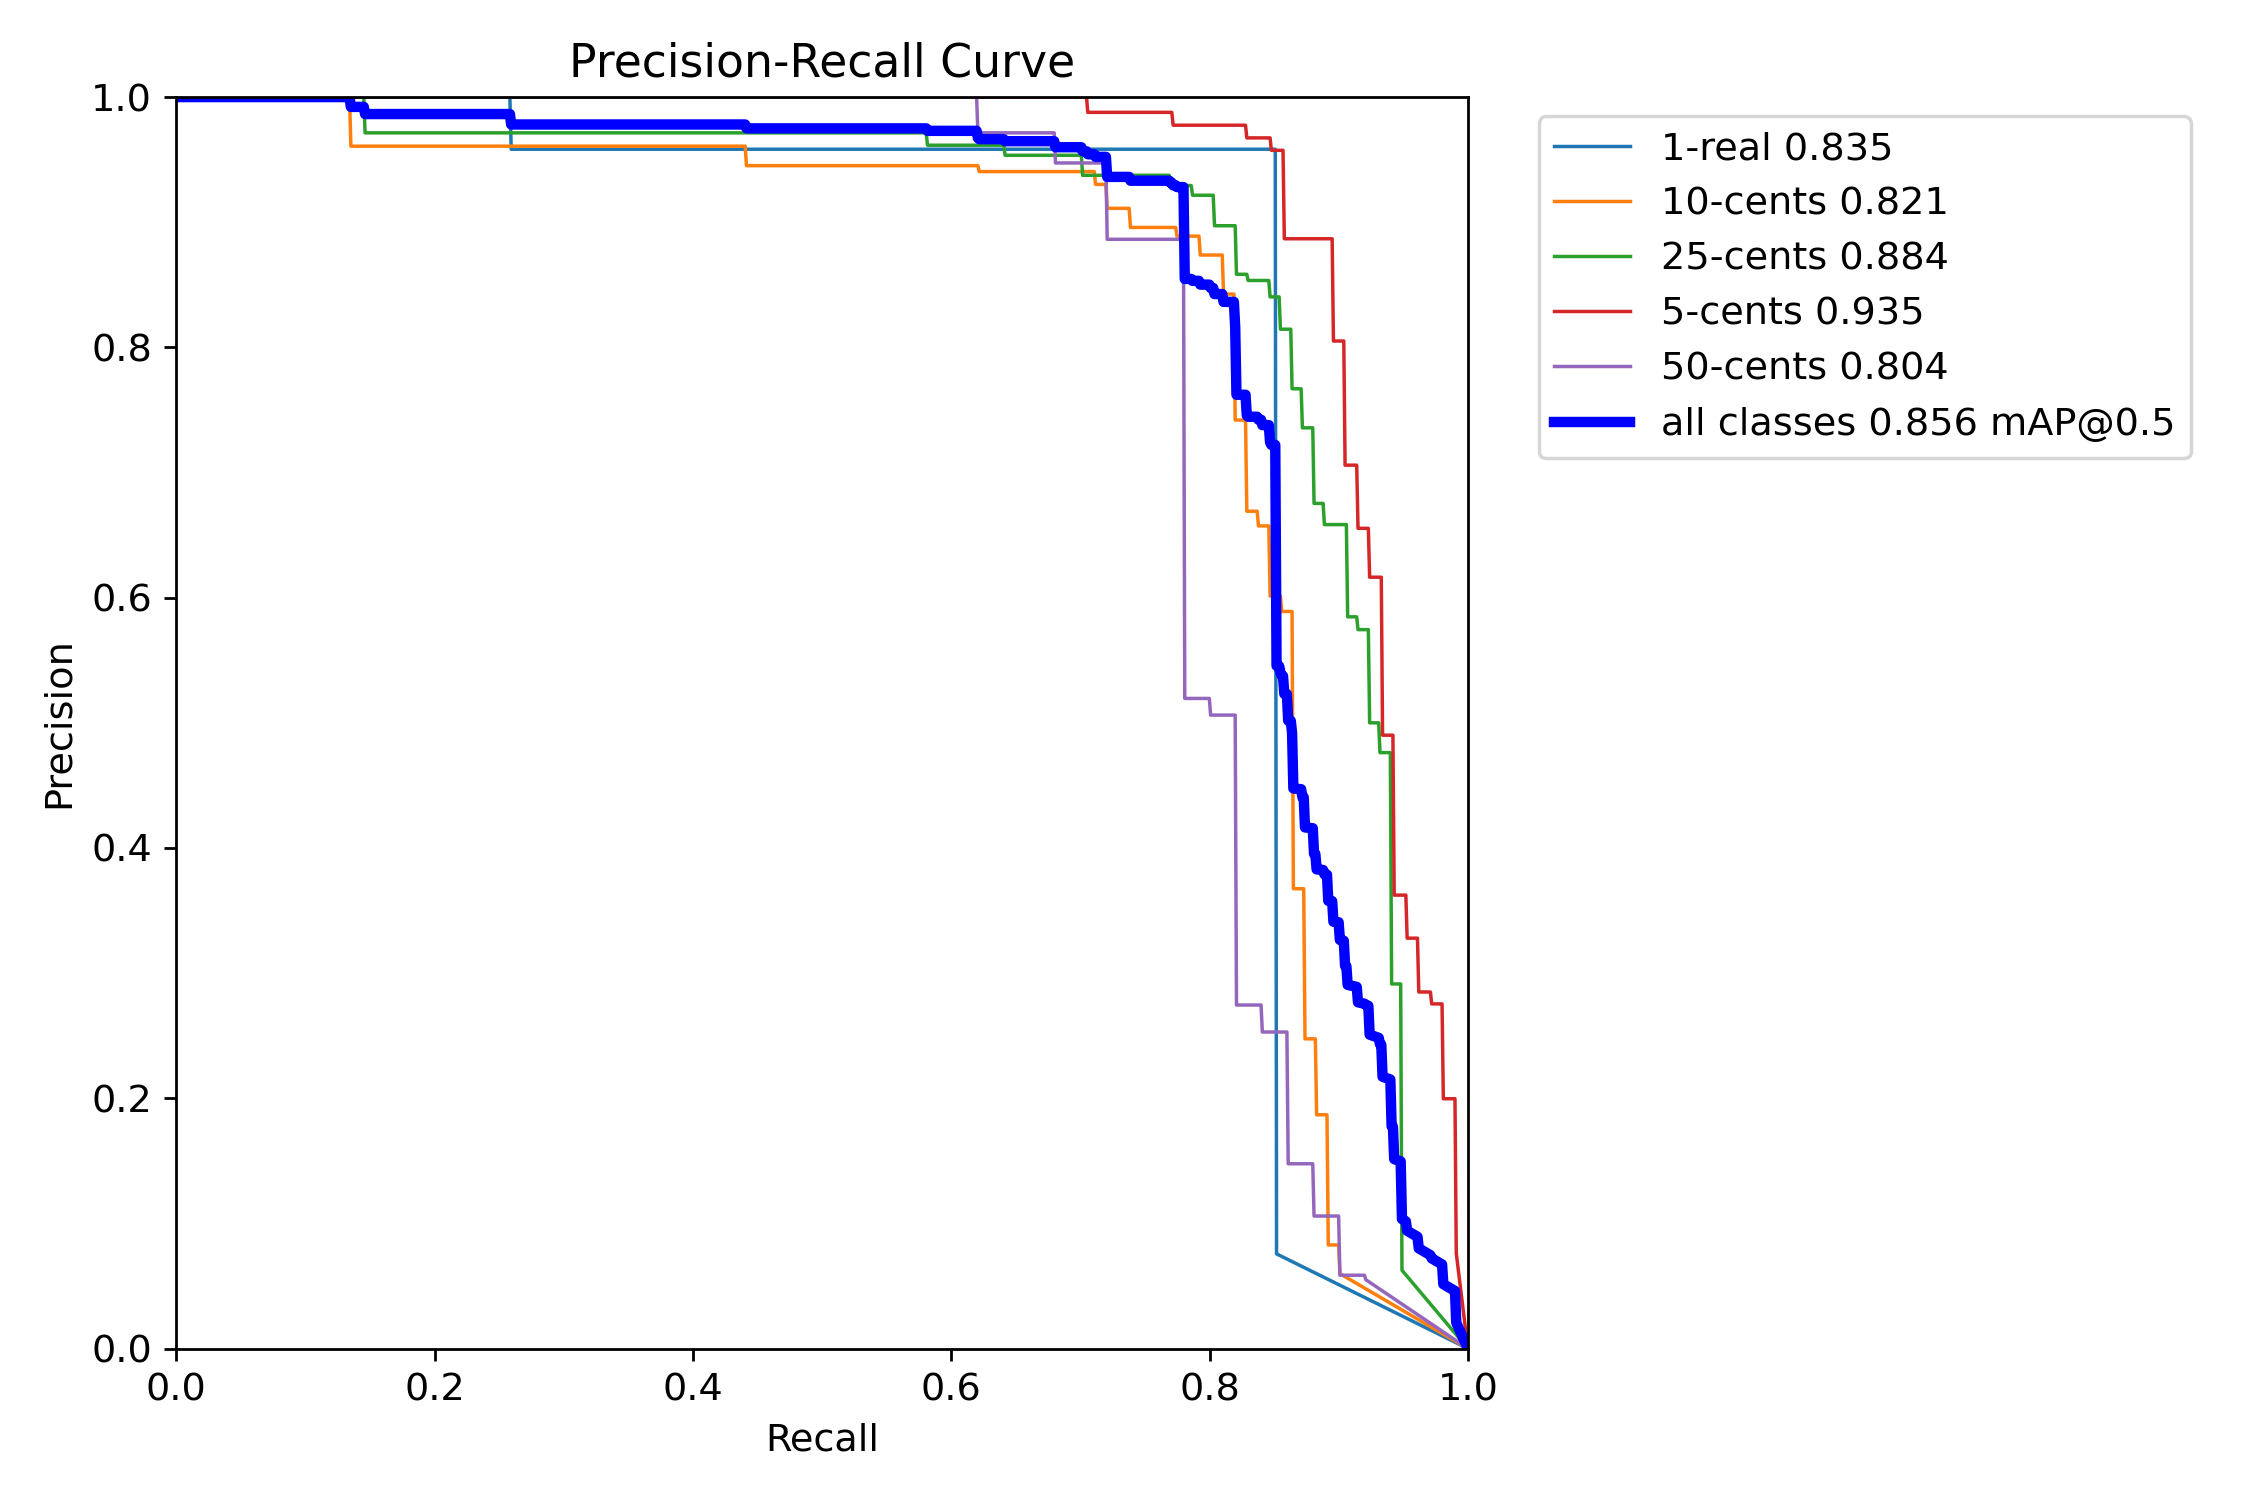 Precision-Recall Curve
1.0
0.8
0.6
0.4
0.2
0.0
Precision
0.0 0.2 0.4 0.6 0.8 1.0
Recall
1-real 0.835
10-cents 0.821
25-cents 0.884
5-cents 0.935
50-cents 0.804
all classes 0.856 mAP@0.5